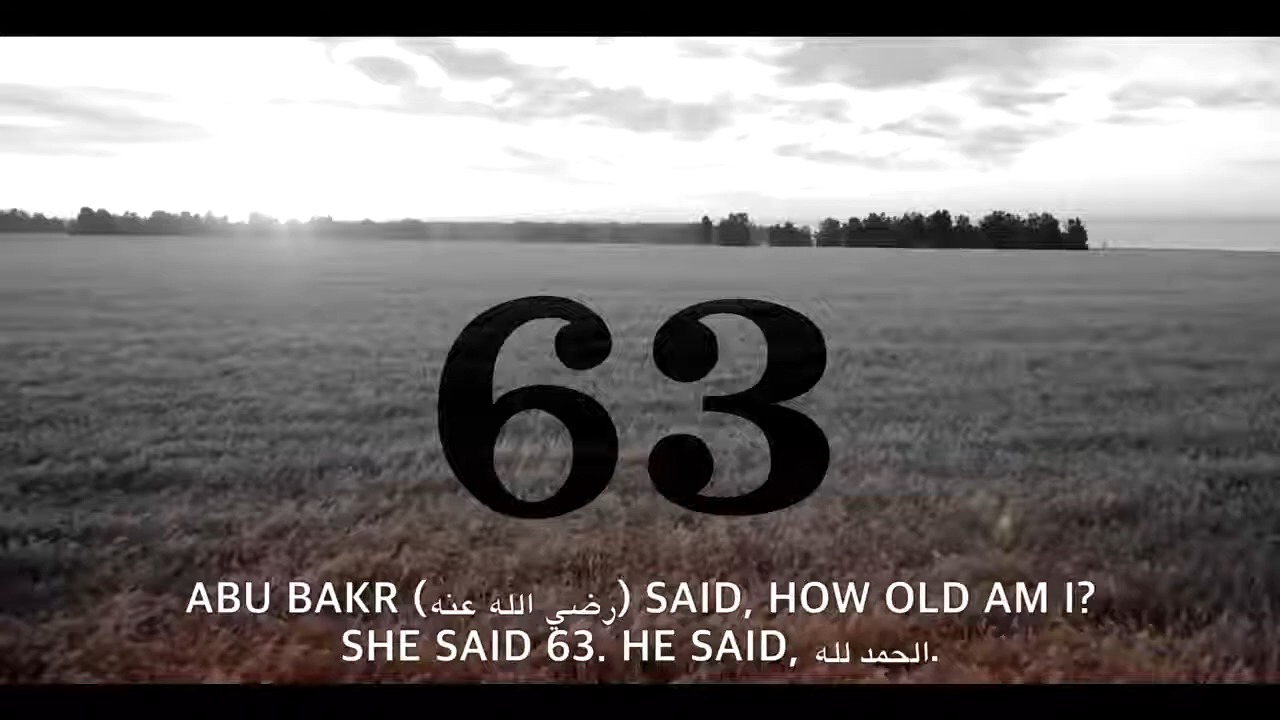 63
ABU BAKR (رضي الله عنه) SAID, HOW OLD AM I?
SHE SAID 63. HE SAID, الحمد لله.